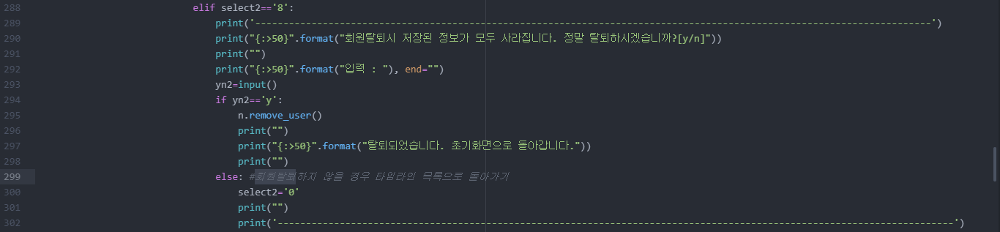 288 elif select2=='8':
289 print('------------------------------------------------------------------------------------------------------------------------')
290 print("{:>50}".format("회원탈퇴시 저장된 정보가 모두 사라집니다. 정말 탈퇴하시겠습니까?[y/n]"))
291 print("")
292 print("{:>50}".format("입력 : "), end="")
293 yn2=input()
294 if yn2=='y':
295 n.remove_user()
296 print("")
297 print("{:>50}".format("탈퇴되었습니다. 초기화면으로 돌아갑니다."))
298 print("")
299 else: #회원탈퇴하지 않을 경우 타임라인 목록으로 돌아가기
300 select2='0'
301 print("")
302 print('------------------------------------------------------------------------------------------------------------------------')